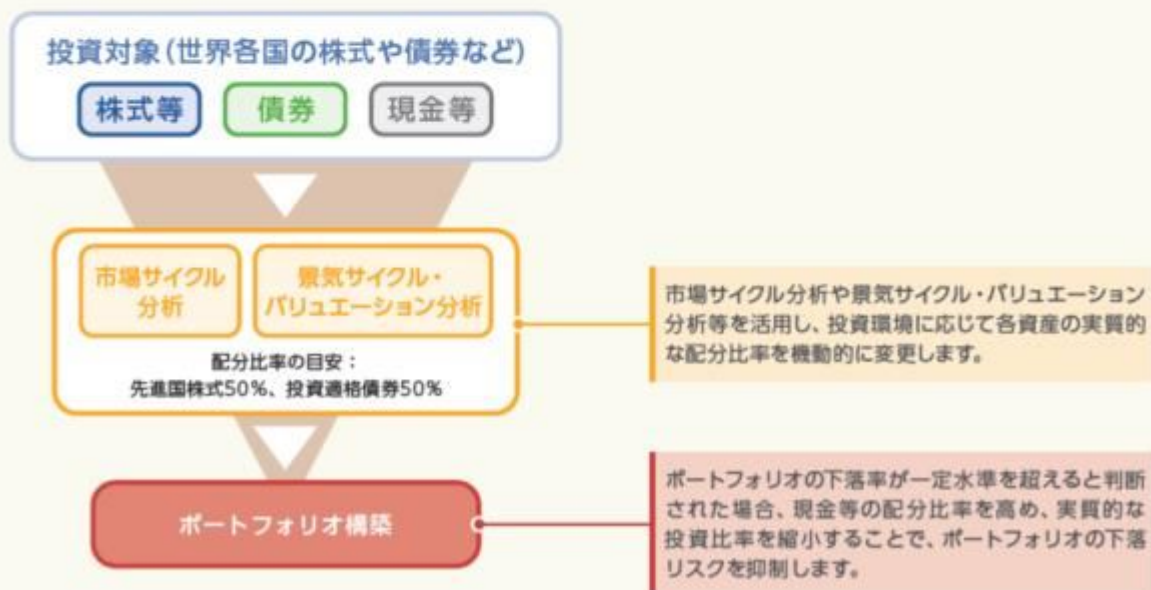 投資対象(世界各国の株式や債券など)
株式等
債券
現金等
市場サイクル
分析
景気サイクル・
バリュエーション分析
配分比率の目安：
先進国株式50%、投資適格債券50%
市場サイクル分析や景気サイクル・バリュエーション
分析等を活用し、投資環境に応じて各資産の実質的
な配分比率を機動的に変更します。
ポートフォリオ構築
ポートフォリオの下落率が一定水準を超えると判断
された場合、現金等の配分比率を高め、実質的な
投資比率を縮小することで、ポートフォリオの下落
リスクを抑制します。